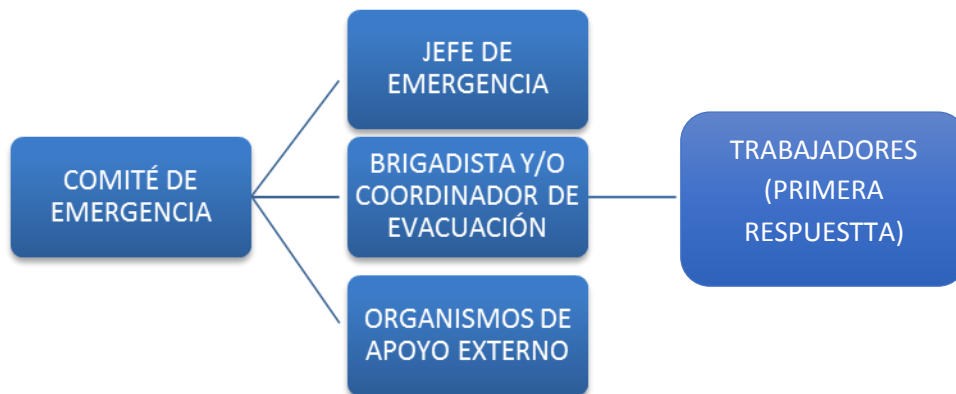 COMITÉ DE
EMERGENCIA
JEFE DE
EMERGENCIA
BRIGADISTA Y/O
COORDINADOR DE
EVACUACIÓN
ORGANISMOS DE
APOYO EXTERNO
TRABAJADORES
(PRIMERA
RESPUESTTA)